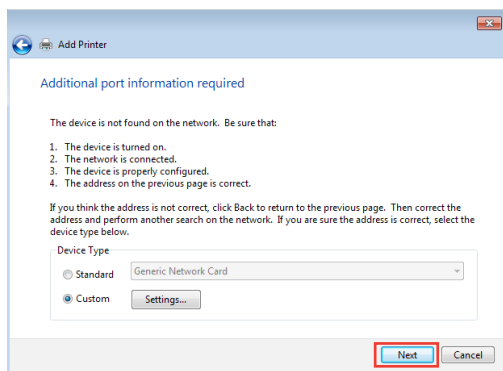 Add Printer
Additional port information required
The device is not found on the network.  Be sure that:
1.  The device is turned on.
2.  The network is connected.
3.  The device is properly configured.
4.  The address on the previous page is correct.
If you think the address is not correct, click Back to return to the previous page.  Then correct the
address and perform another search on the network.  If you are sure the address is correct, select the
device type below.
Device Type
Standard
Generic Network Card
Custom
Settings...
Next
Cancel